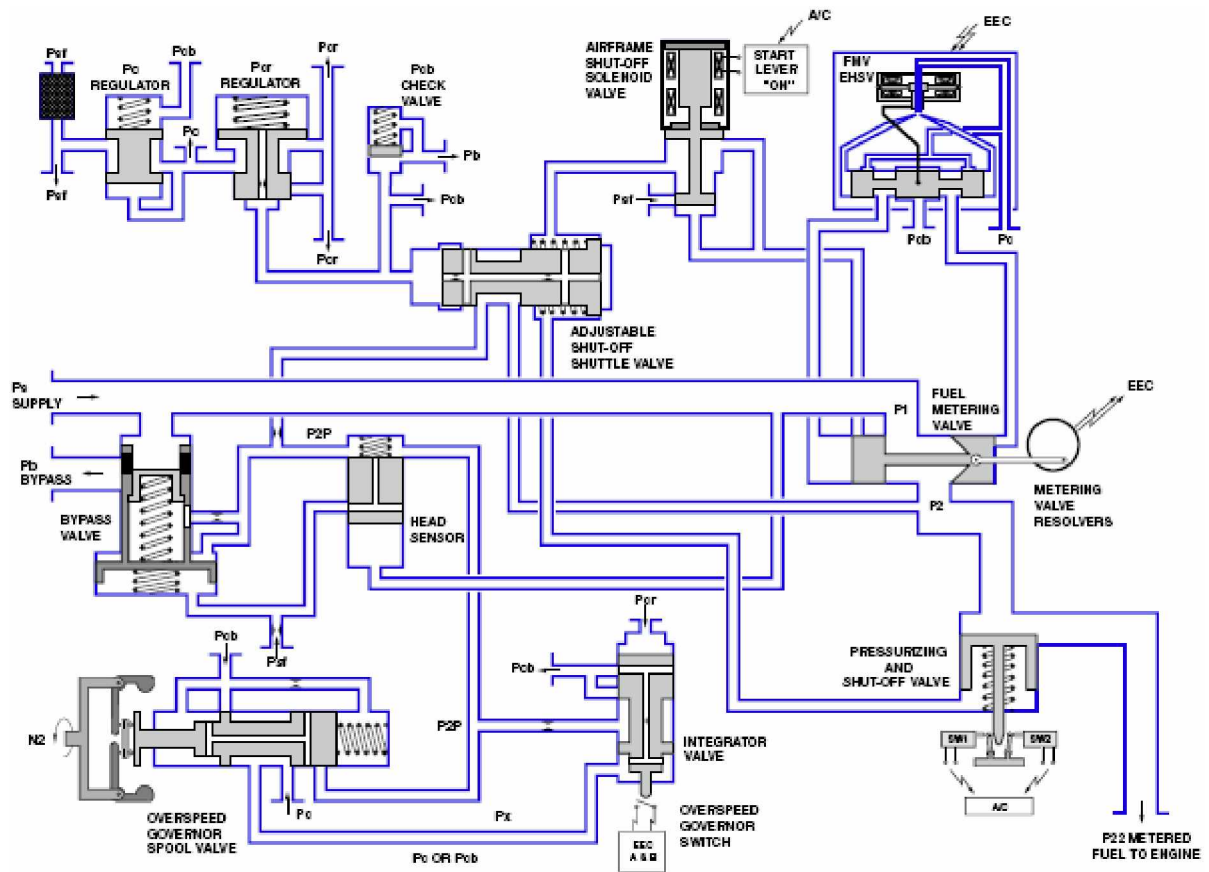 A/C
EEC
Psf
Pcb
Pcr
AIRFRAME
SHUT-OFF
SOLENOID
VALVE
START
LEVER
"ON"
FMV
EHSV
Pc
REGULATOR
Pcr
REGULATOR
Pcb
CHECK
VALVE
Pc
Pb
Psf
Pcb
Psf
Pcr
Pcb
Pc
ADJUSTABLE
SHUT-OFF
SHUTTLE VALVE
Ps
SUPPLY
P1
FUEL
METERING
VALVE
EEC
P2P
Pb
BYPASS
BYPASS
VALVE
HEAD
SENSOR
P2
METERING
VALVE
RESOLVERS
Pcr
Pcb
Psf
Pcb
PRESSURIZING
AND
SHUT-OFF VALVE
N2
P2P
INTEGRATOR
VALVE
SW1
SW2
A/C
Pc
Px
OVERSPEED
GOVERNOR
SPOOL VALVE
OVERSPEED
GOVERNOR
SWITCH
Pc OR Pcb
EEC
A & B
P22 METERED
FUEL TO ENGINE